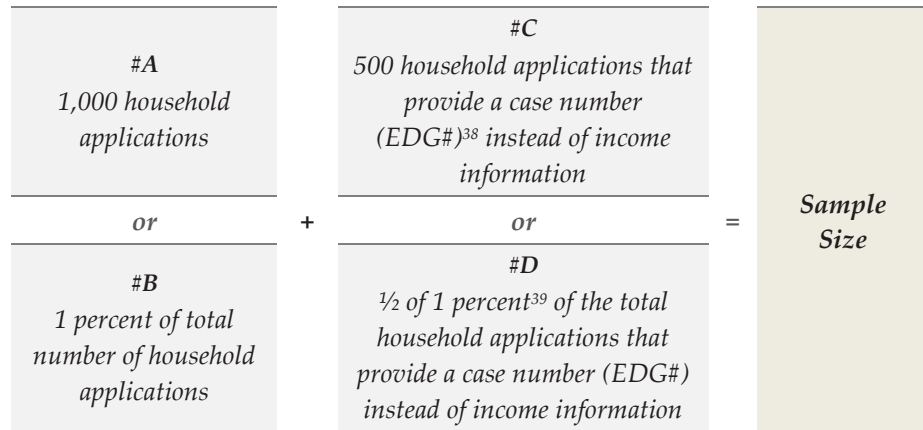 #A
1,000 household
applications
or
#B
1 percent of total
number of household
applications
+
#C
500 household applications that
provide a case number
(EDG#)³⁸ instead of income
information
or
#D
½ of 1 percent³⁹ of the total
household applications that
provide a case number (EDG#)
instead of income information
=
Sample
Size